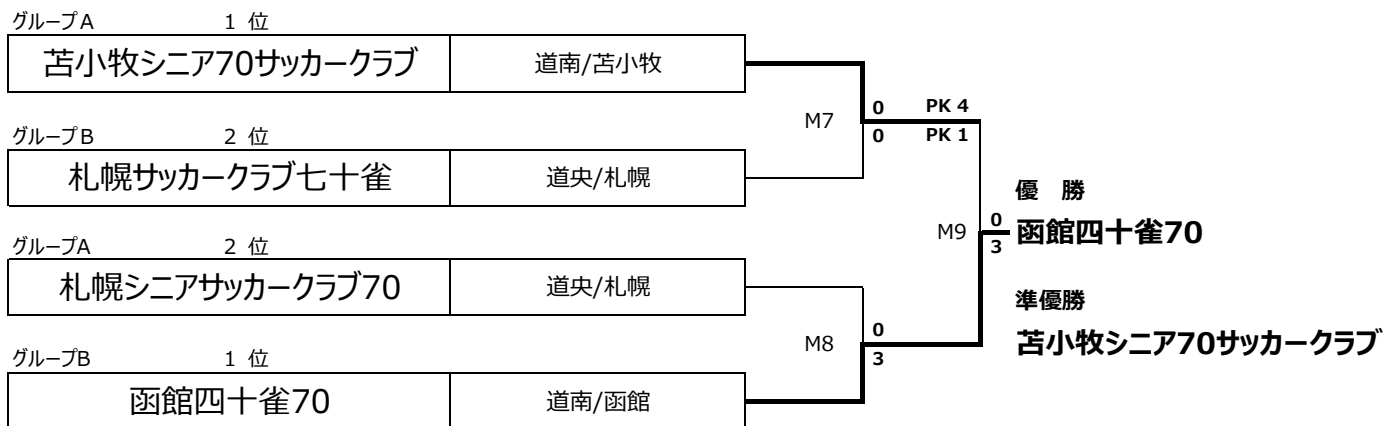 グループA 1 位
苫小牧シニア70サッカークラブ 道南/苫小牧
M7 0 PK 4
0 PK 1
グループB 2 位
札幌サッカークラブ七十雀 道央/札幌
優 勝
M9 0 函館四十雀70
3
グループA 2 位
札幌シニアサッカークラブ70 道央/札幌
準優勝
M8 0 苫小牧シニア70サッカークラブ
3
グループB 1 位
函館四十雀70 道南/函館